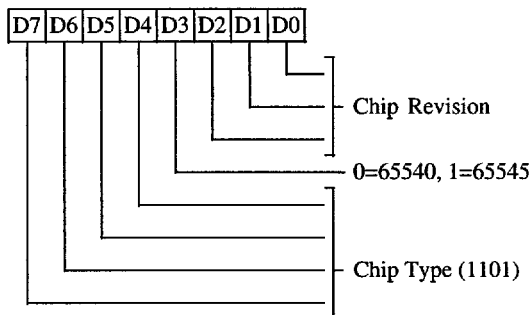 D7 D6 D5 D4 D3 D2 D1 D0
Chip Revision
0=65540, 1=65545
Chip Type (1101)